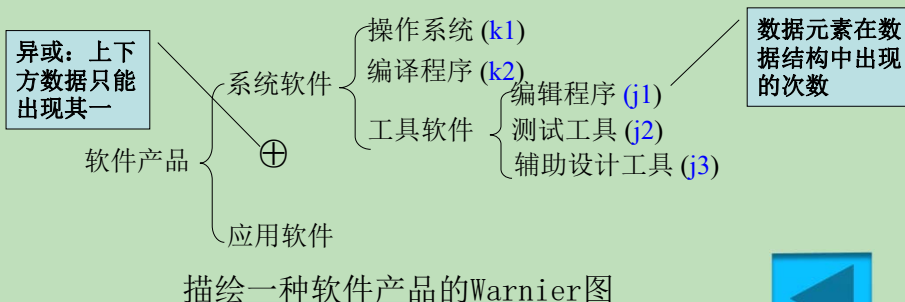 操作系统 (k1)
数据元素在数
据结构中出现
的次数
异或：上下
方数据只能
出现其一
编译程序 (k2)
系统软件
编辑程序 (j1)
工具软件
测试工具 (j2)
软件产品
⊕
辅助设计工具 (j3)
应用软件
描绘一种软件产品的Warnier图